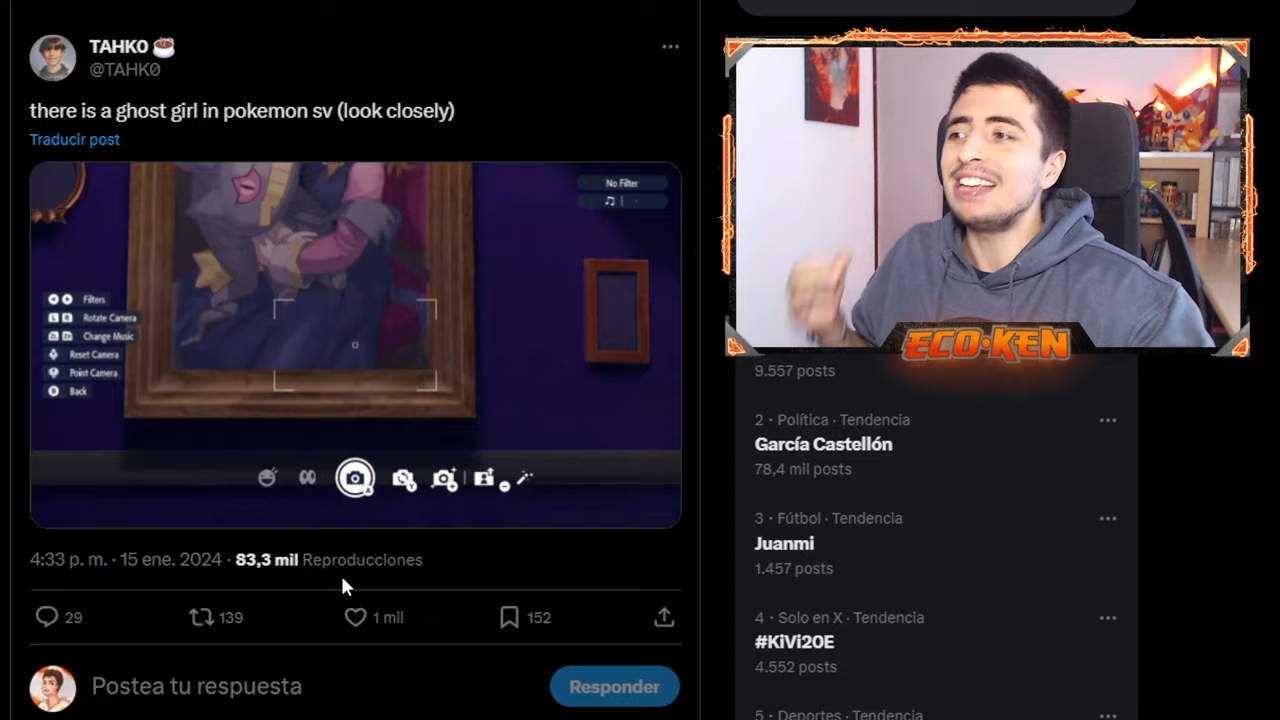 TAHKO ☕
@TAHKO
there is a ghost girl in pokemon sv (look closely)
Traducir post
No Filter
Filters
L R Rotate Camera
ZL ZR Change Music
Reset Camera
Point Camera
B Back
4:33 p. m. · 15 ene. 2024 · 83,3 mil Reproducciones
29
139
1 mil
152
Postea tu respuesta
Responder
ECO·KEN
9.557 posts
2 · Política · Tendencia
García Castellón
78,4 mil posts
3 · Fútbol · Tendencia
Juanmi
1.457 posts
4 · Solo en X · Tendencia
#KiVi20E
4.552 posts
5 · Deportes · Tendencia